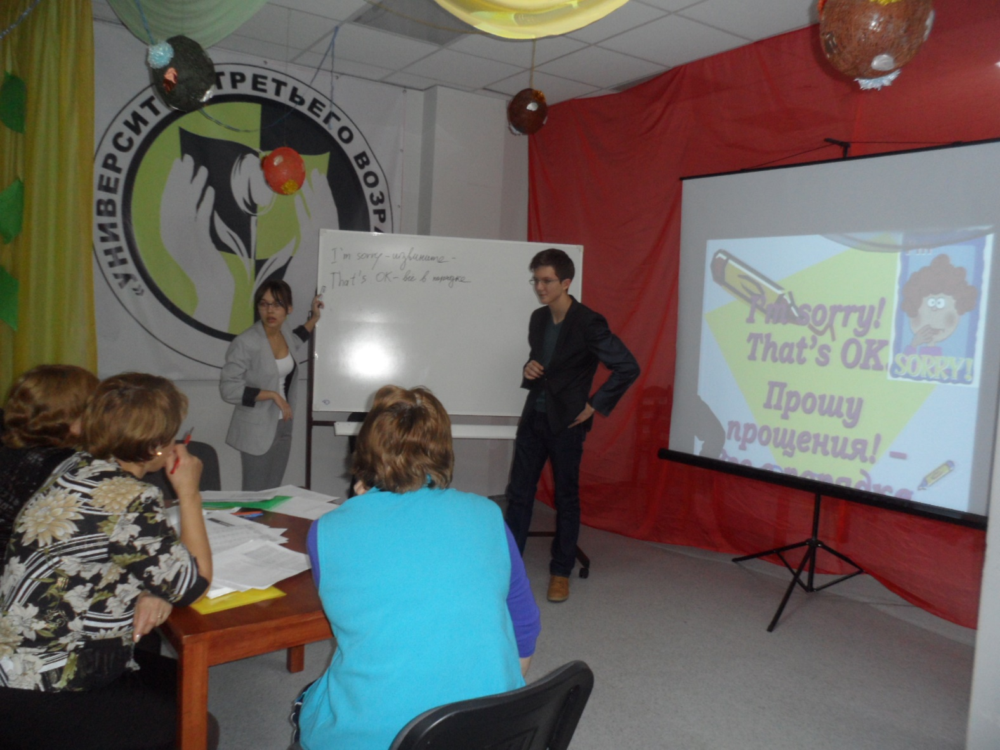 «УНИВЕРСИТ ТРЕТЬЕГО ВОЗРА
I'm sorry - извините -
That's OK - все в порядке
I'm sorry!
That's OK.
SORRY!
Прошу
прощения! -